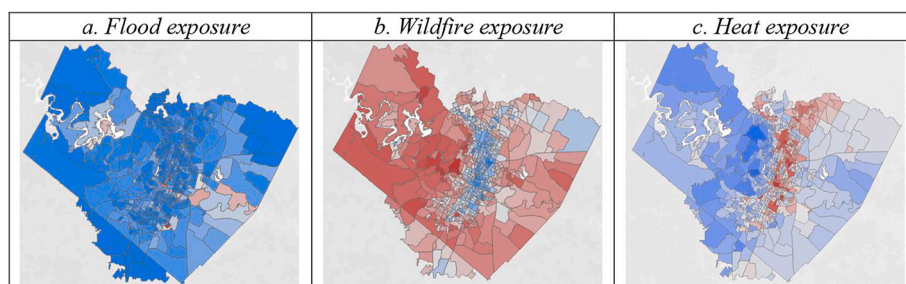 a. Flood exposure
b. Wildfire exposure
c. Heat exposure